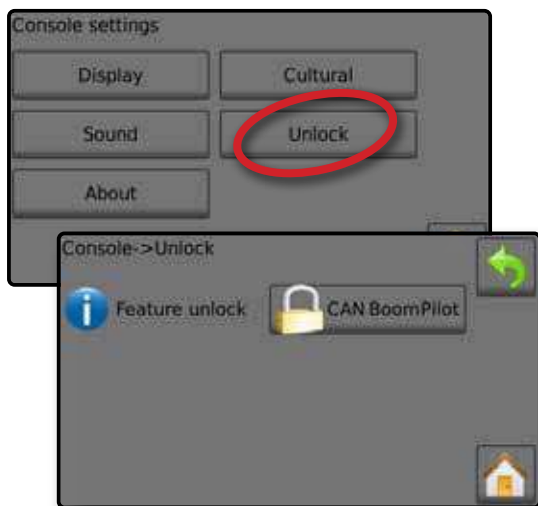 Console settings
Display Cultural
Sound Unlock
About
Console->Unlock
Feature unlock CAN BoomPilot